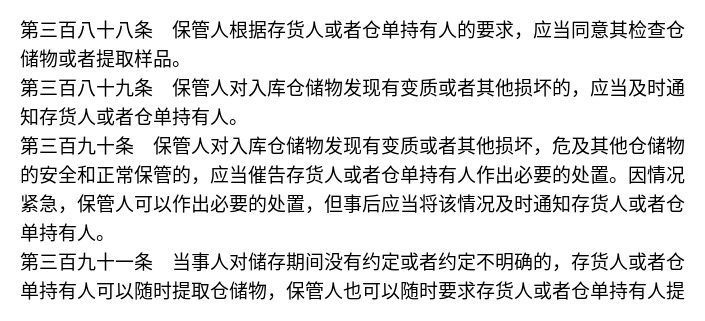 第三百八十八条　保管人根据存货人或者仓单持有人的要求，应当同意其检查仓
储物或者提取样品。
第三百八十九条　保管人对入库仓储物发现有变质或者其他损坏的，应当及时通
知存货人或者仓单持有人。
第三百九十条　保管人对入库仓储物发现有变质或者其他损坏，危及其他仓储物
的安全和正常保管的，应当催告存货人或者仓单持有人作出必要的处置。因情况
紧急，保管人可以作出必要的处置，但事后应当将该情况及时通知存货人或者仓
单持有人。
第三百九十一条　当事人对储存期间没有约定或者约定不明确的，存货人或者仓
单持有人可以随时提取仓储物，保管人也可以随时要求存货人或者仓单持有人提